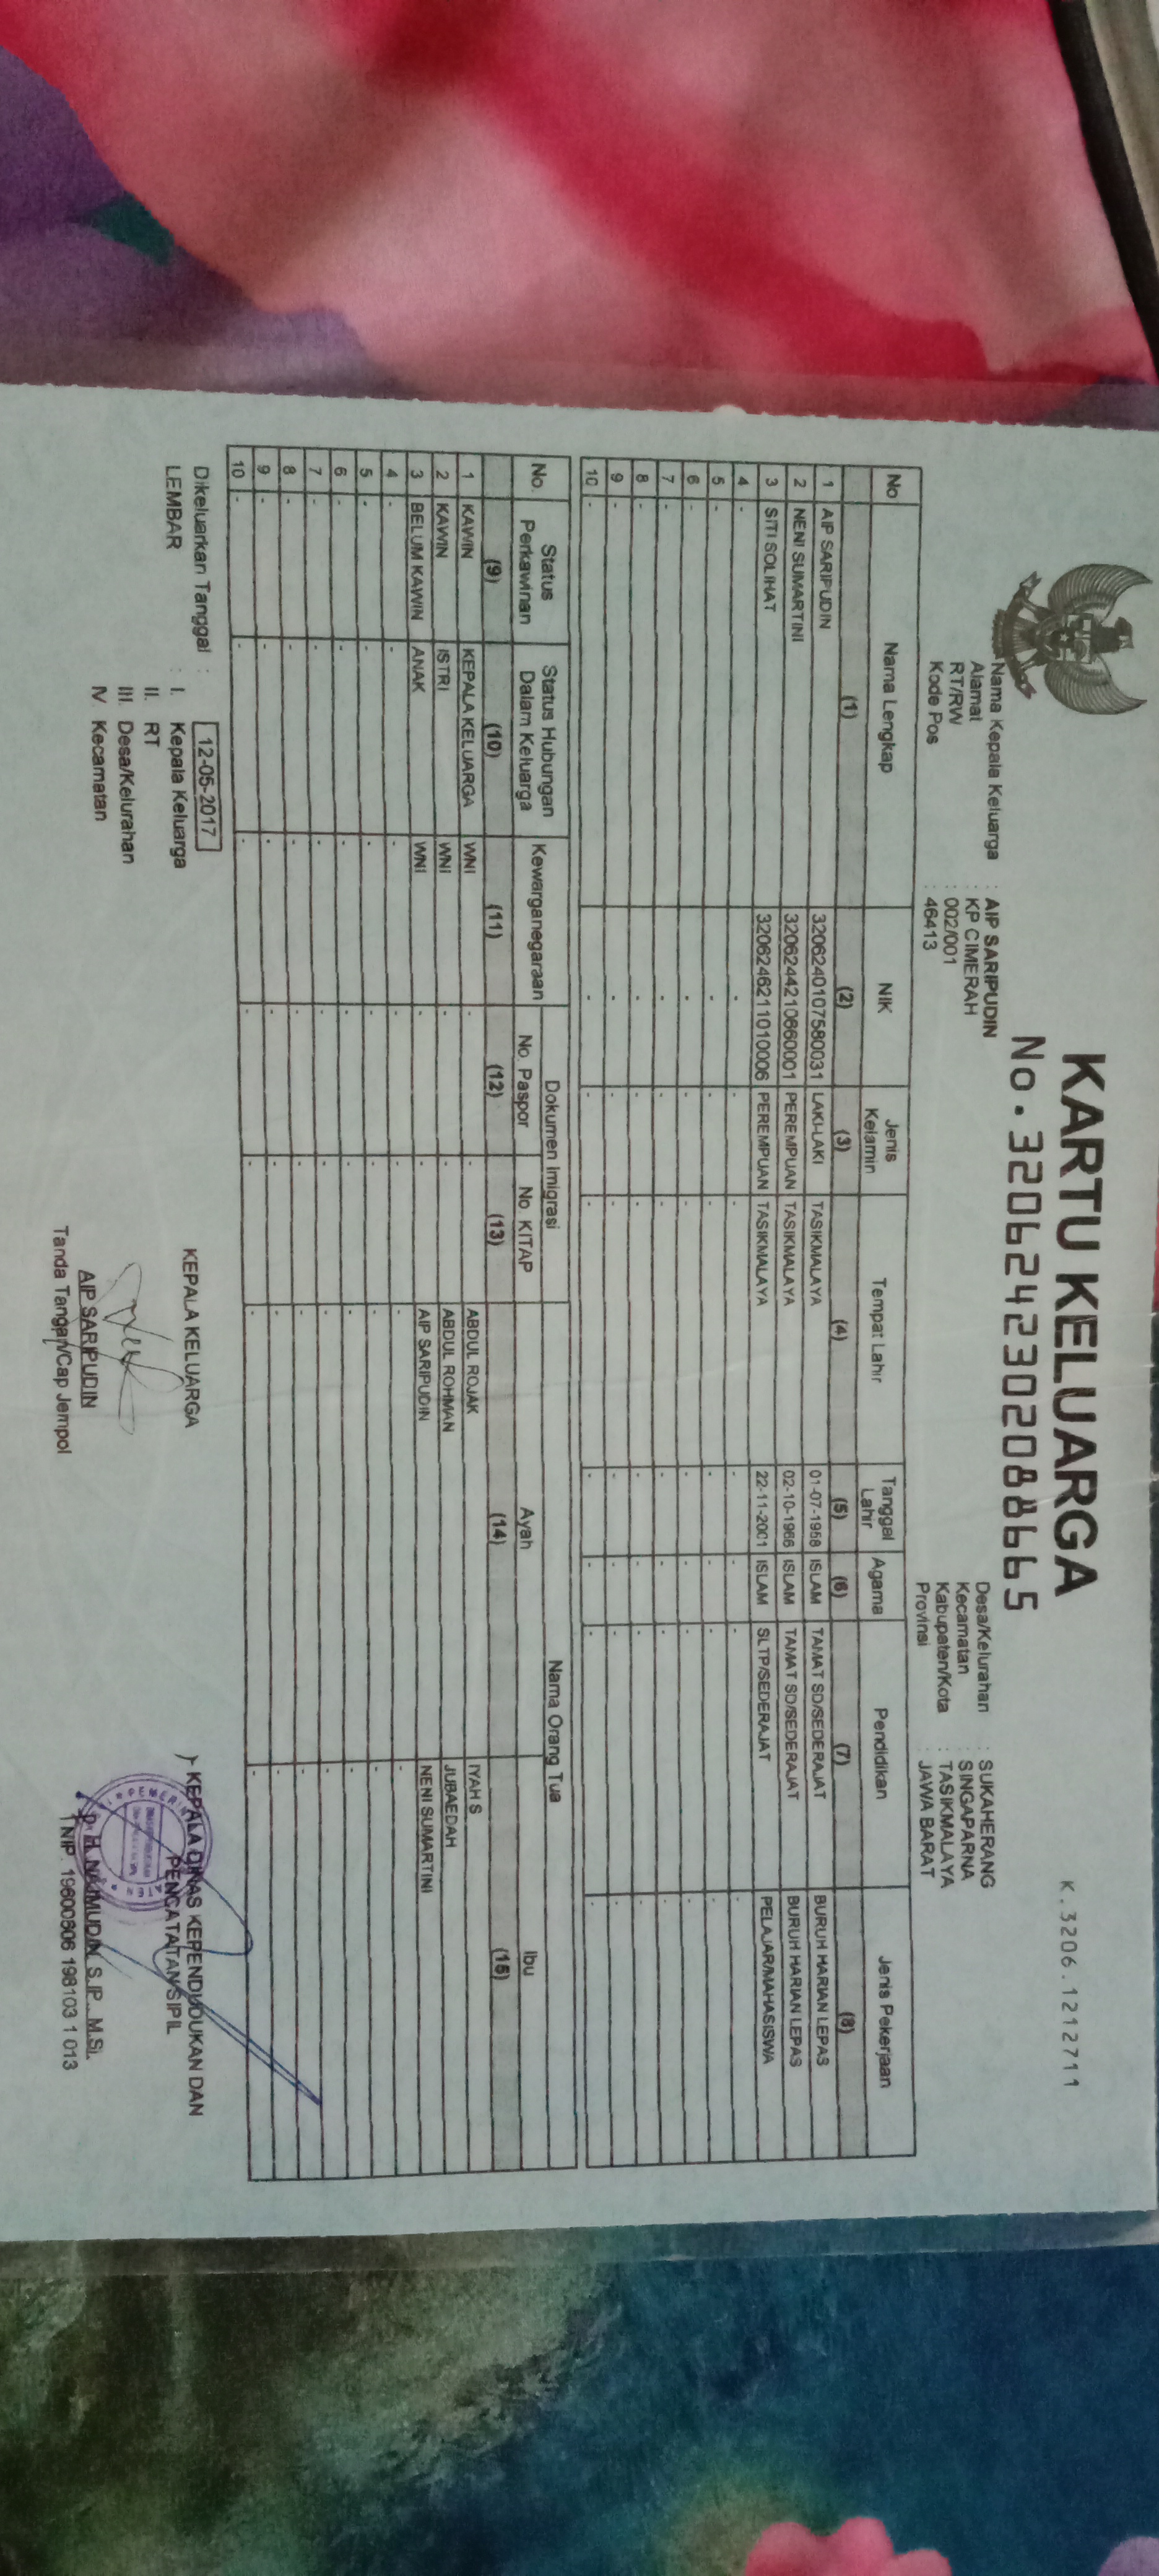 K.3206.1212711
KARTU KELUARGA
No. 3206242302088665
Nama Kepala Keluarga : AIP SARIPUDIN
Alamat : KP CIMERAH
RT/RW : 002/001
Kode Pos : 46413
Desa/Kelurahan : SUKAHERANG
Kecamatan : SINGAPARNA
Kabupaten/Kota : TASIKMALAYA
Provinsi : JAWA BARAT
No Nama Lengkap NIK Jenis Kelamin Tempat Lahir Tanggal Lahir Agama Pendidikan Jenis Pekerjaan
(1) (2) (3) (4) (5) (6) (7) (8)
1 AIP SARIPUDIN 3206240107580031 LAKI-LAKI TASIKMALAYA 01-07-1958 ISLAM TAMAT SD/SEDERAJAT BURUH HARIAN LEPAS
2 NENI SUMARTINI 3206244210660001 PEREMPUAN TASIKMALAYA 02-10-1966 ISLAM TAMAT SD/SEDERAJAT BURUH HARIAN LEPAS
3 SITI SOLIHAT 3206246211010006 PEREMPUAN TASIKMALAYA 22-11-2001 ISLAM SLTP/SEDERAJAT PELAJAR/MAHASISWA
4 - - - - - - - -
5 - - - - - - - -
6 - - - - - - - -
7 - - - - - - - -
8 - - - - - - - -
9 - - - - - - - -
10 - - - - - - - -
No. Status Perkawinan Status Hubungan Dalam Keluarga Kewarganegaraan Dokumen Imigrasi Nama Orang Tua
No. Paspor No. KITAP Ayah Ibu
(9) (10) (11) (12) (13) (14) (15)
1 KAWIN KEPALA KELUARGA WNI - - ABDUL ROJAK IYAH S
2 KAWIN ISTRI WNI - - ABDUL ROHMAN JUBAEDAH
3 BELUM KAWIN ANAK WNI - - AIP SARIPUDIN NENI SUMARTINI
4 - - - - - - -
5 - - - - - - -
6 - - - - - - -
7 - - - - - - -
8 - - - - - - -
9 - - - - - - -
10 - - - - - - -
Dikeluarkan Tanggal : 12-05-2017
LEMBAR : I. Kepala Keluarga
II. RT
III. Desa/Kelurahan
IV Kecamatan
KEPALA KELUARGA
AIP SARIPUDIN
Tanda Tangan/Cap Jempol
KEPALA DINAS KEPENDUDUKAN DAN
PENCATATAN SIPIL
H. NAJMUDIN, S.IP., M.Si.
NIP. 19600806 198103 1 013